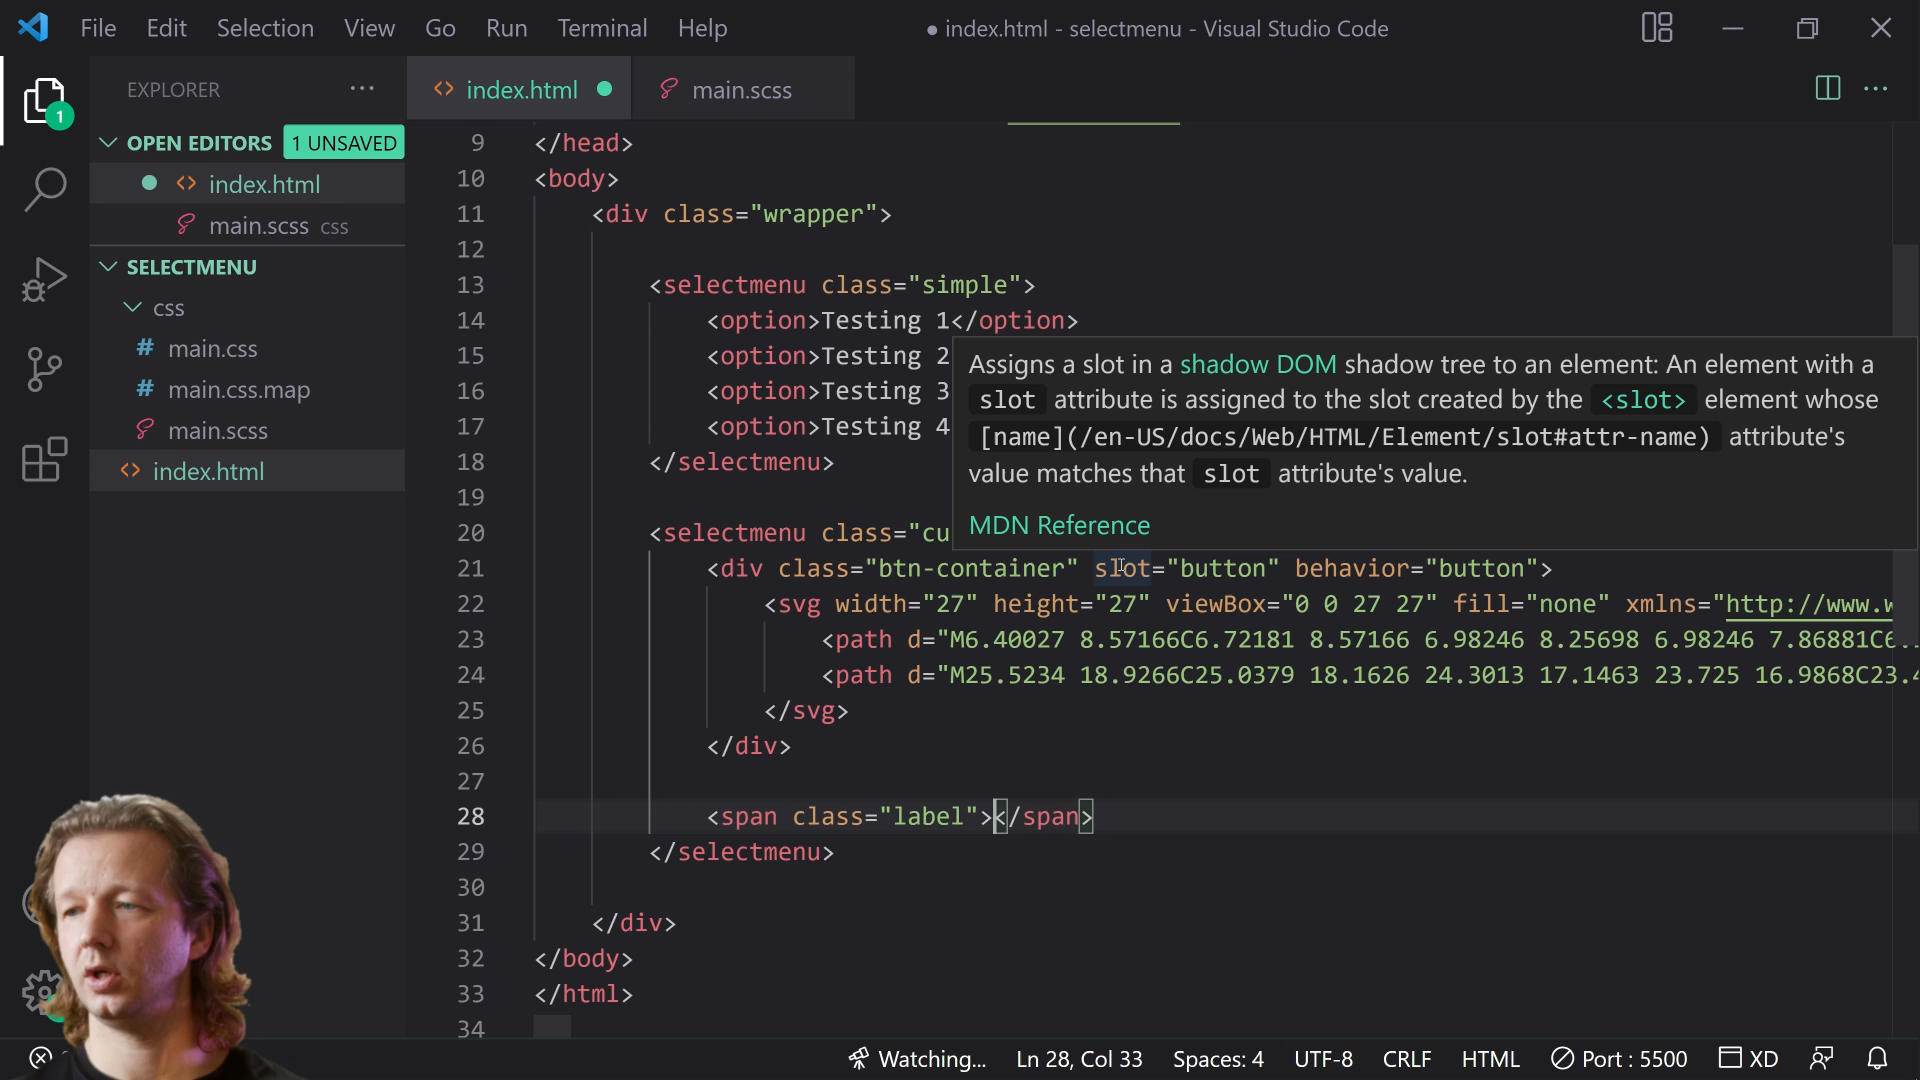 File Edit Selection View Go Run Terminal Help
● index.html - selectmenu - Visual Studio Code
EXPLORER
index.html
main.scss
1
OPEN EDITORS
1 UNSAVED
index.html
main.scss css
SELECTMENU
css
# main.css
# main.css.map
main.scss
<> index.html
9 </head>
10 <body>
11 <div class="wrapper">
12
13 <selectmenu class="simple">
14 <option>Testing 1</option>
15 <option>Testing 2
16 <option>Testing 3
17 <option>Testing 4
18 </selectmenu>
19
20 <selectmenu class="cu
Assigns a slot in a shadow DOM shadow tree to an element: An element with a
slot attribute is assigned to the slot created by the <slot> element whose
[name](/en-US/docs/Web/HTML/Element/slot#attr-name) attribute's
value matches that slot attribute's value.
MDN Reference
21 <div class="btn-container" slot="button" behavior="button">
22 <svg width="27" height="27" viewBox="0 0 27 27" fill="none" xmlns="http://www.w
23 <path d="M6.40027 8.57166C6.72181 8.57166 6.98246 8.25698 6.98246 7.86881C6...
24 <path d="M25.5234 18.9266C25.0379 18.1626 24.3013 17.1463 23.725 16.9868C23.4
25 </svg>
26 </div>
27
28 <span class="label"></span>
29 </selectmenu>
30
31 </div>
32 </body>
33 </html>
34
Watching... Ln 28, Col 33 Spaces: 4 UTF-8 CRLF HTML Port : 5500 XD